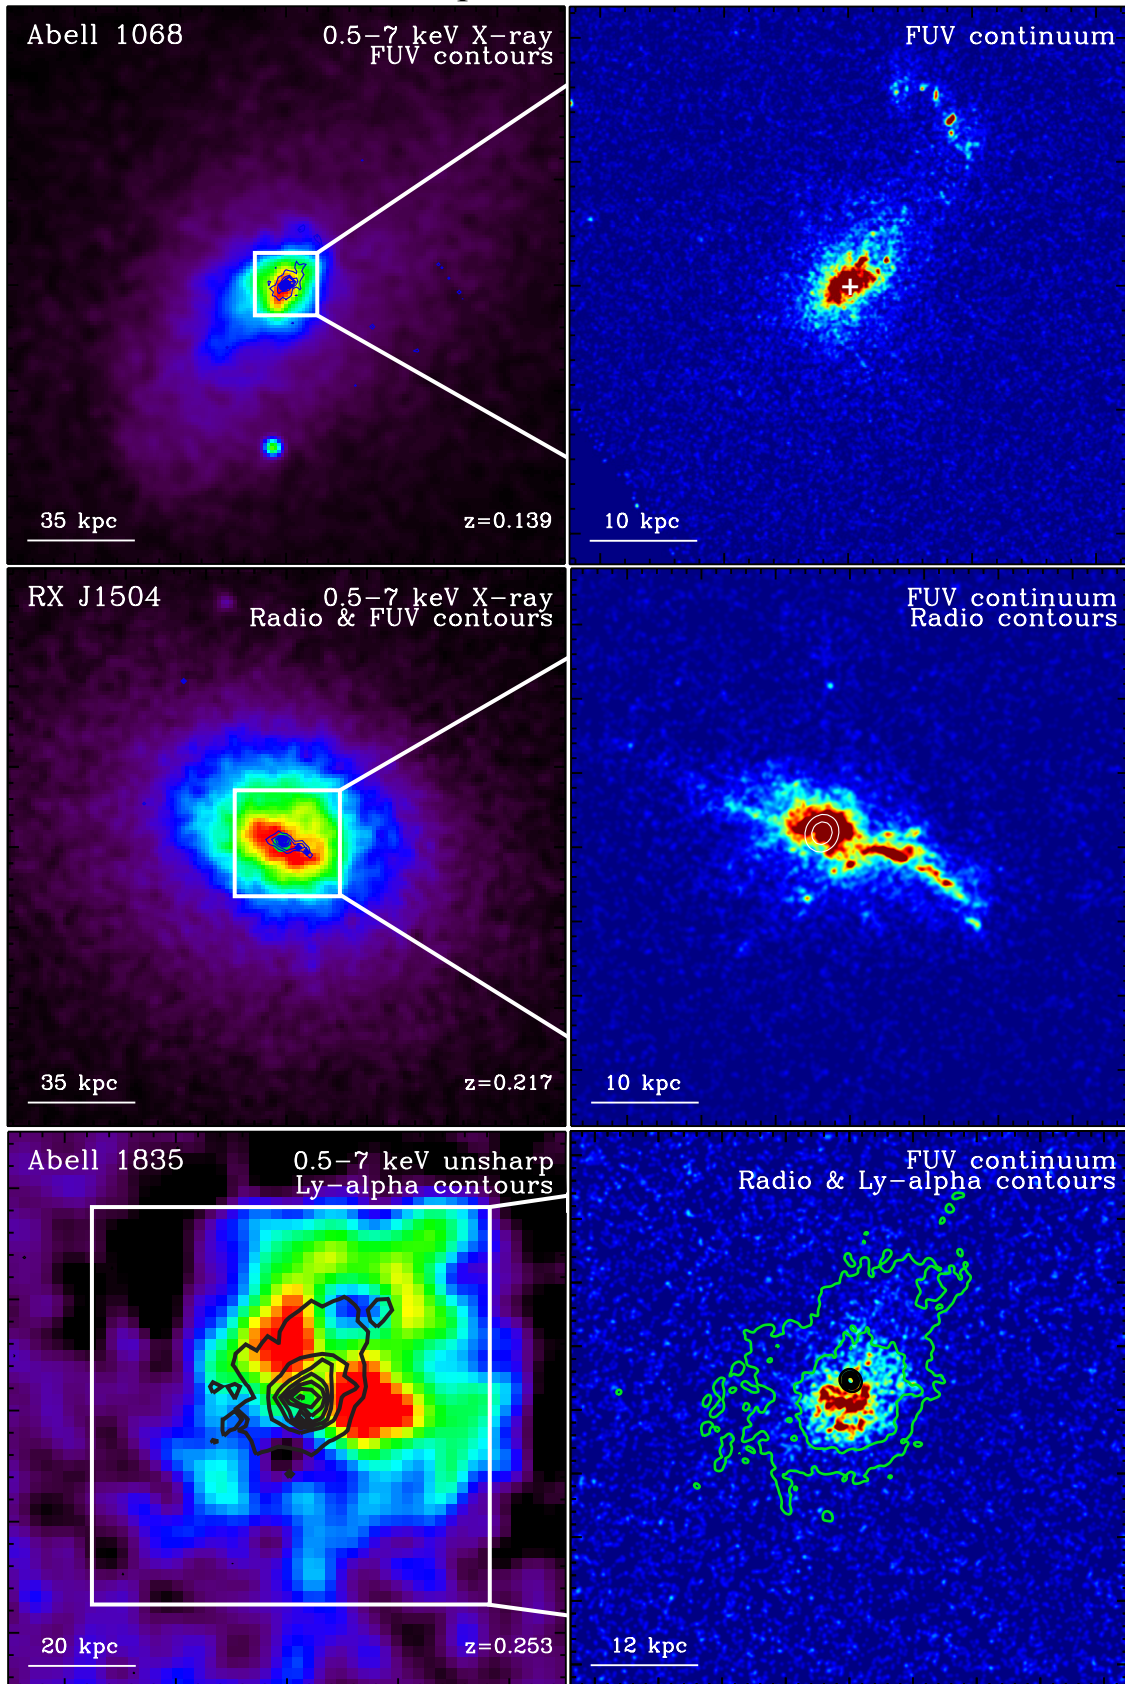 Abell 1068
0.5-7 keV X-ray
FUV contours
35 kpc
z=0.139
FUV continuum
10 kpc
RX J1504
0.5-7 keV X-ray
Radio & FUV contours
35 kpc
z=0.217
FUV continuum
Radio contours
10 kpc
Abell 1835
0.5-7 keV unsharp
Ly-alpha contours
20 kpc
z=0.253
FUV continuum
Radio & Ly-alpha contours
12 kpc